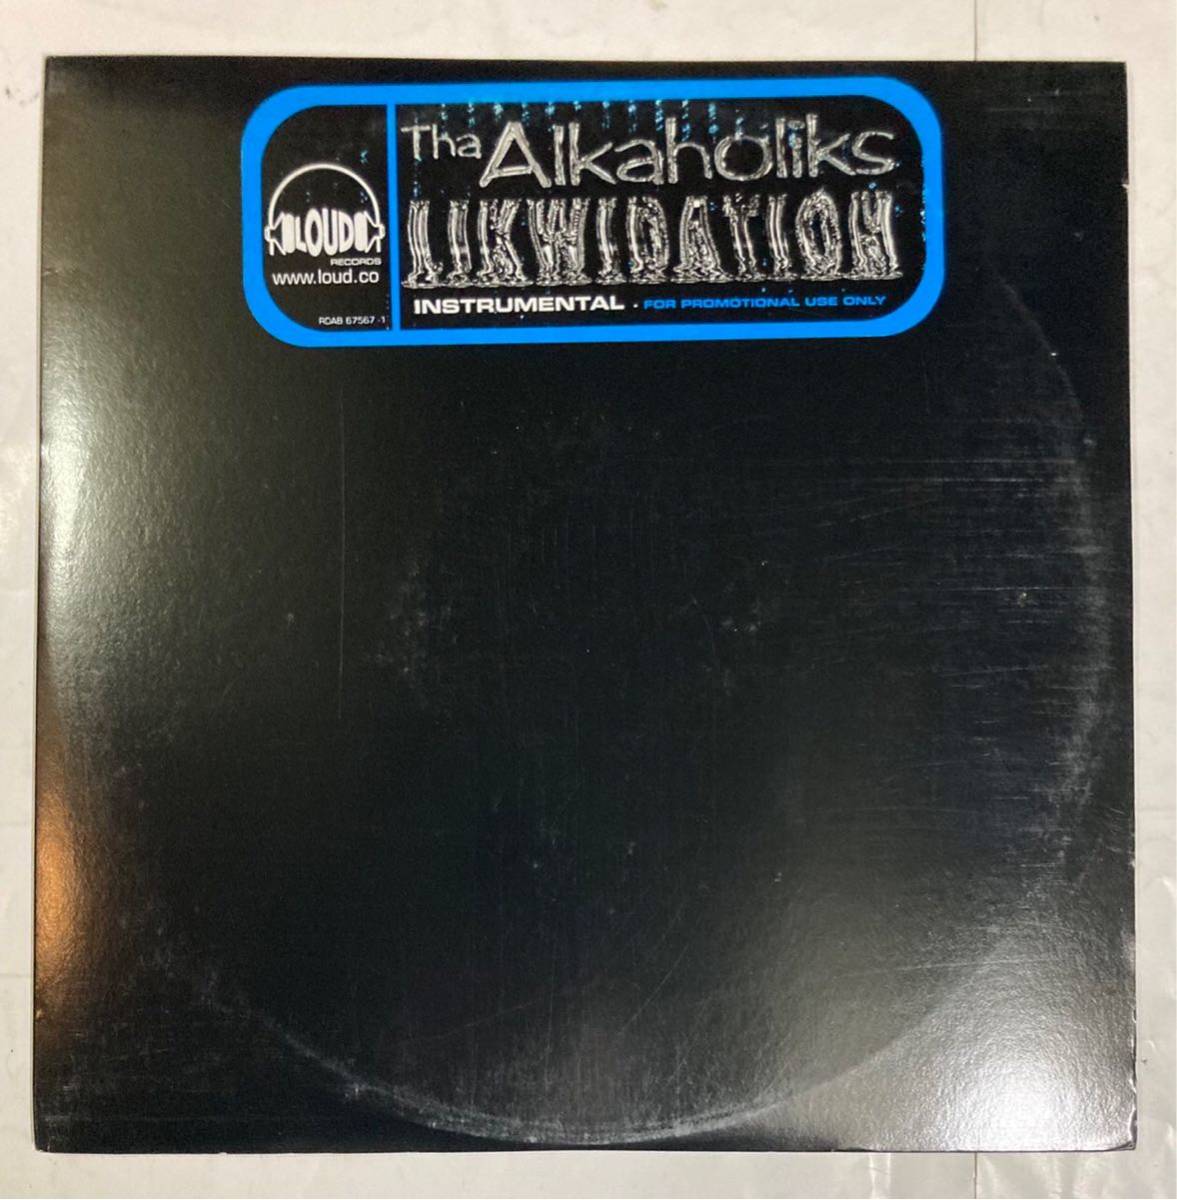 LOUD
RECORDS
www.loud.co
RDAB 67567-1
Tha Alkaholiks
LIKWIDATION
INSTRUMENTAL · FOR PROMOTIONAL USE ONLY